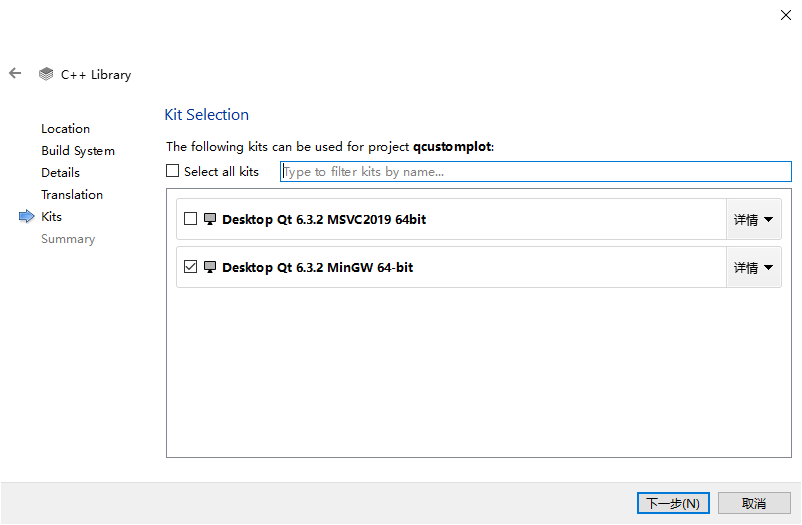 C++ Library
Kit Selection
Location
Build System
Details
Translation
Kits
Summary
The following kits can be used for project qcustomplot:
Select all kits
Type to filter kits by name...
Desktop Qt 6.3.2 MSVC2019 64bit
详情
Desktop Qt 6.3.2 MinGW 64-bit
详情
下一步(N)
取消